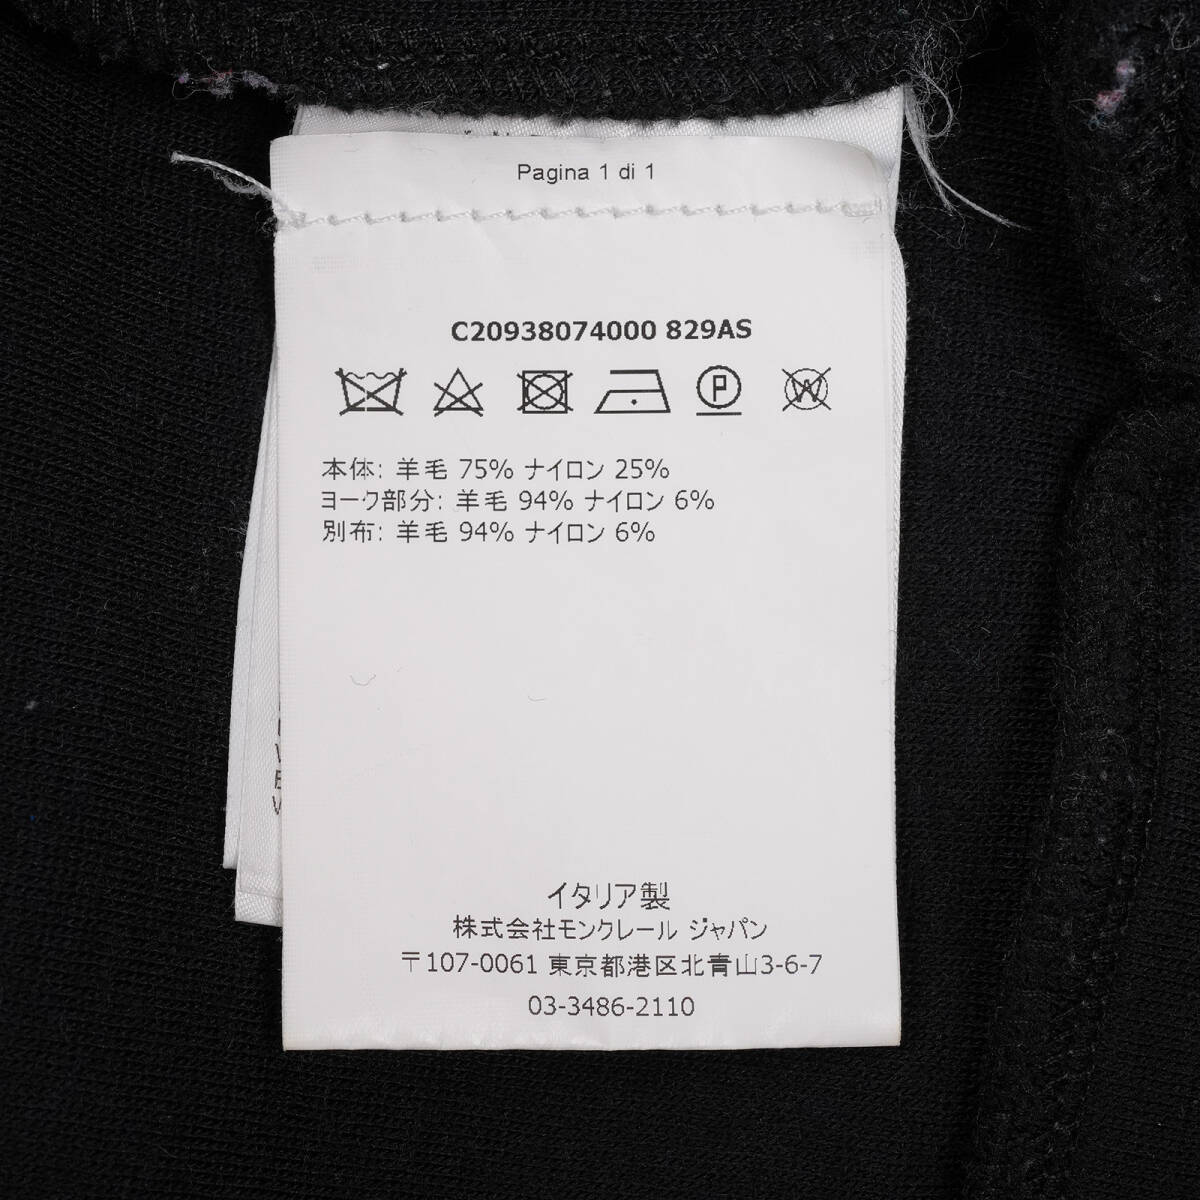 Pagina 1 di 1
C20938074000 829AS
P
W
本体: 羊毛 75% ナイロン 25%
ヨーク部分: 羊毛 94% ナイロン 6%
別布: 羊毛 94% ナイロン 6%
イタリア製
株式会社モンクレール ジャパン
〒107-0061 東京都港区北青山3-6-7
03-3486-2110